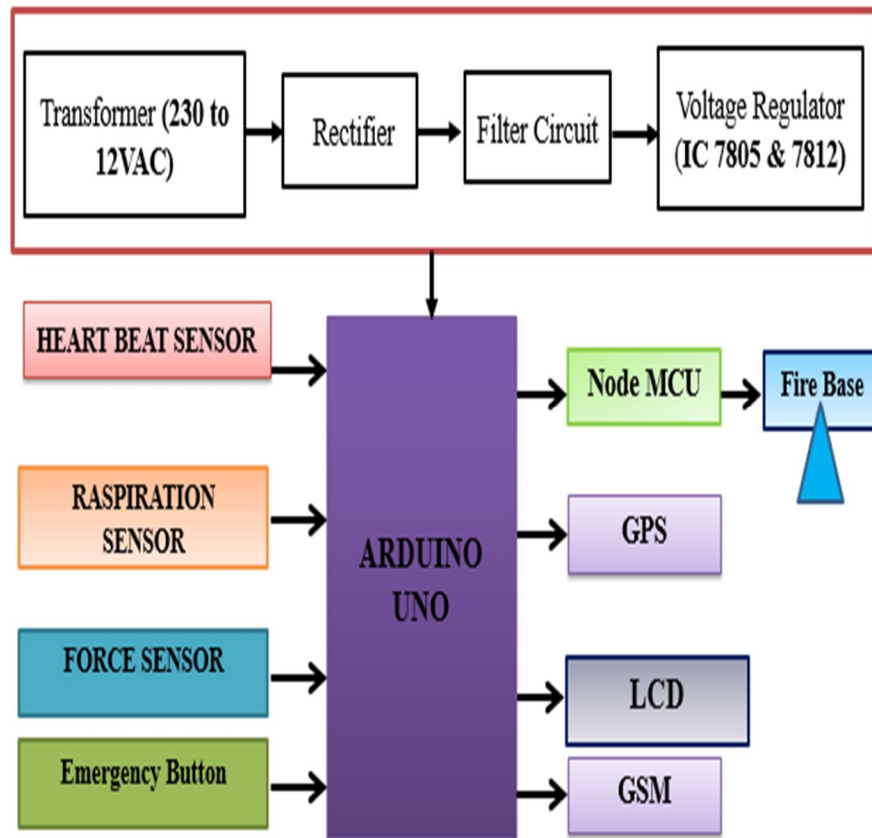 Transformer (230 to
12VAC)
Rectifier
Filter Circuit
Voltage Regulator
(IC 7805 & 7812)
HEART BEAT SENSOR
RASPIRATION
SENSOR
FORCE SENSOR
Emergency Button
ARDUINO
UNO
Node MCU
Fire Base
GPS
LCD
GSM